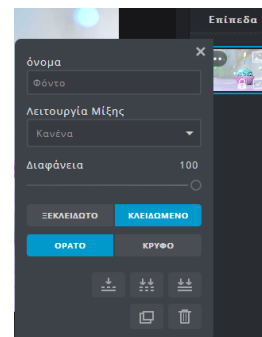 Επίπεδα
όνομα
Φόντο
Λειτουργία Μίξης
Κανένα
Διαφάνεια 100
ΞΕΚΛΕΙΔΩΤΟ ΚΛΕΙΔΩΜΕΝΟ
ΟΡΑΤΟ ΚΡΥΦΟ